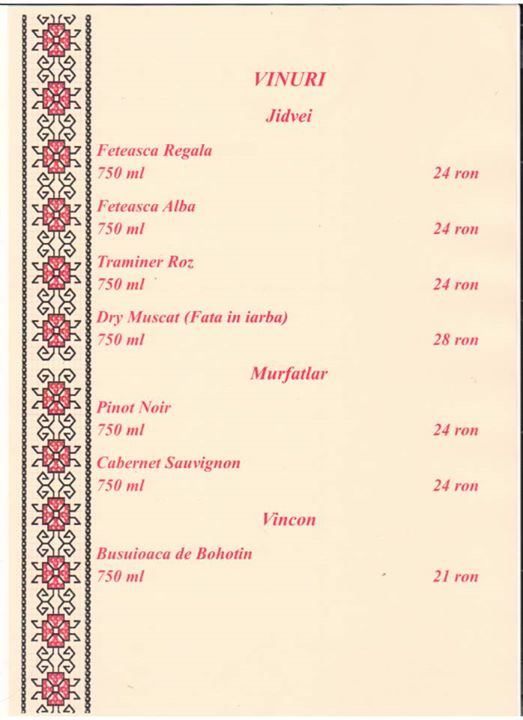 VINURI
Jidvei
Feteasca Regala
750 ml 24 ron
Feteasca Alba
750 ml 24 ron
Traminer Roz
750 ml 24 ron
Dry Muscat (Fata in iarba)
750 ml 28 ron
Murfatlar
Pinot Noir
750 ml 24 ron
Cabernet Sauvignon
750 ml 24 ron
Vincon
Busuioaca de Bohotin
750 ml 21 ron